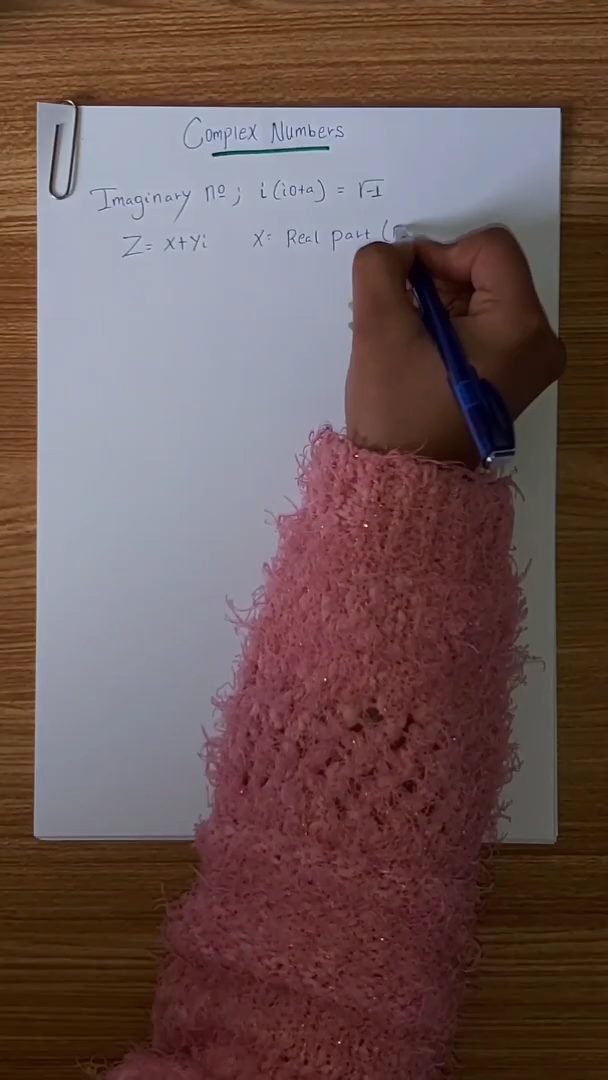 Complex Numbers
Imaginary nº ; i (iota) = √-1
Z = x+yi x= Real part (